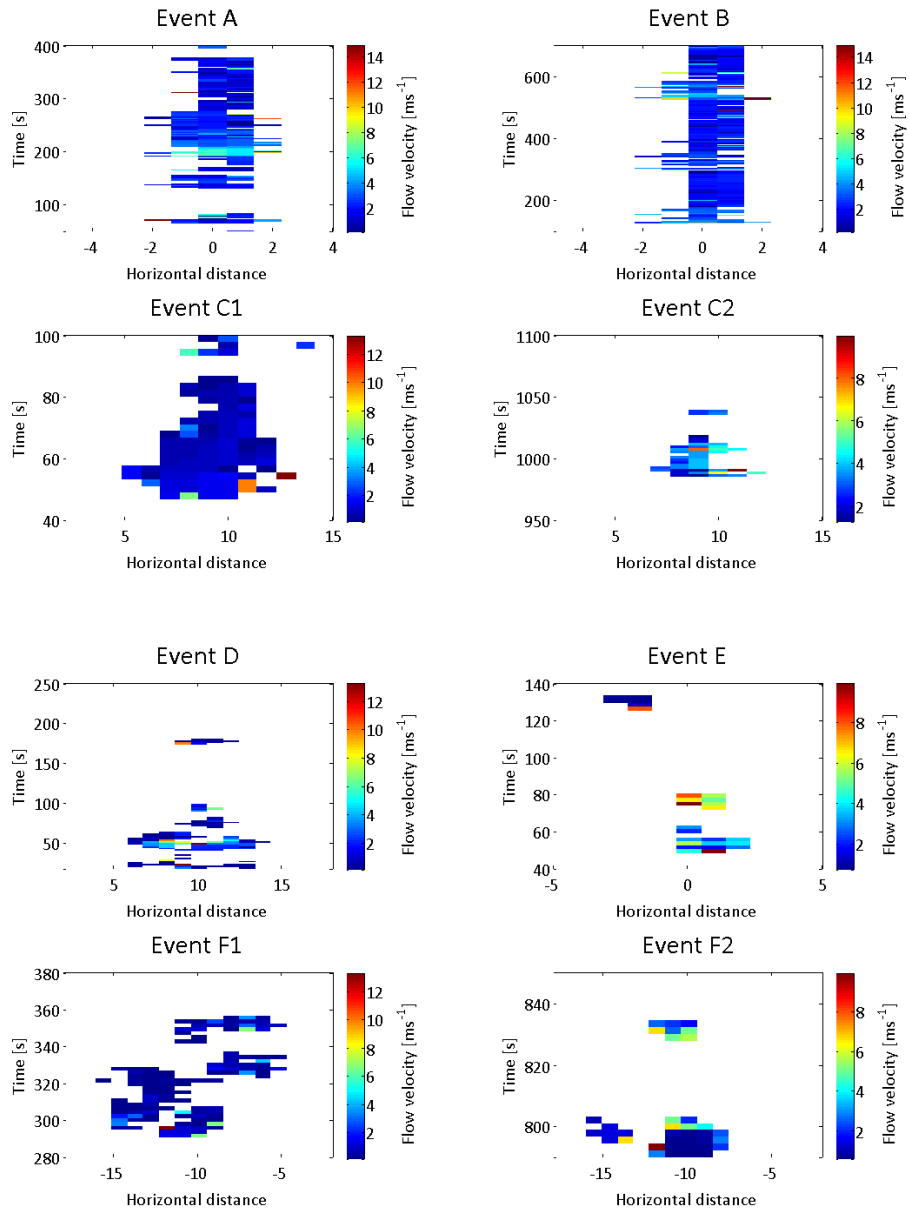 Event A
400
300
200
100
-4 -2 0 2 4
Time [s]
Horizontal distance
14
12
10
8
6
4
2
Flow velocity [ms⁻¹]
Event B
600
400
200
-4 -2 0 2 4
Time [s]
Horizontal distance
14
12
10
8
6
4
2
Flow velocity [ms⁻¹]
Event C1
100
80
60
40
5 10 15
Time [s]
Horizontal distance
12
10
8
6
4
2
Flow velocity [ms⁻¹]
Event C2
1100
1050
1000
950
5 10 15
Time [s]
Horizontal distance
8
6
4
2
Flow velocity [ms⁻¹]
Event D
250
200
150
100
50
5 10 15
Time [s]
Horizontal distance
12
10
8
6
4
2
Flow velocity [ms⁻¹]
Event E
140
120
100
80
60
40
-5 0 5
Time [s]
Horizontal distance
8
6
4
2
Flow velocity [ms⁻¹]
Event F1
380
360
340
320
300
280
-15 -10 -5
Time [s]
Horizontal distance
12
10
8
6
4
2
Flow velocity [ms⁻¹]
Event F2
840
820
800
-15 -10 -5
Time [s]
Horizontal distance
8
6
4
2
Flow velocity [ms⁻¹]